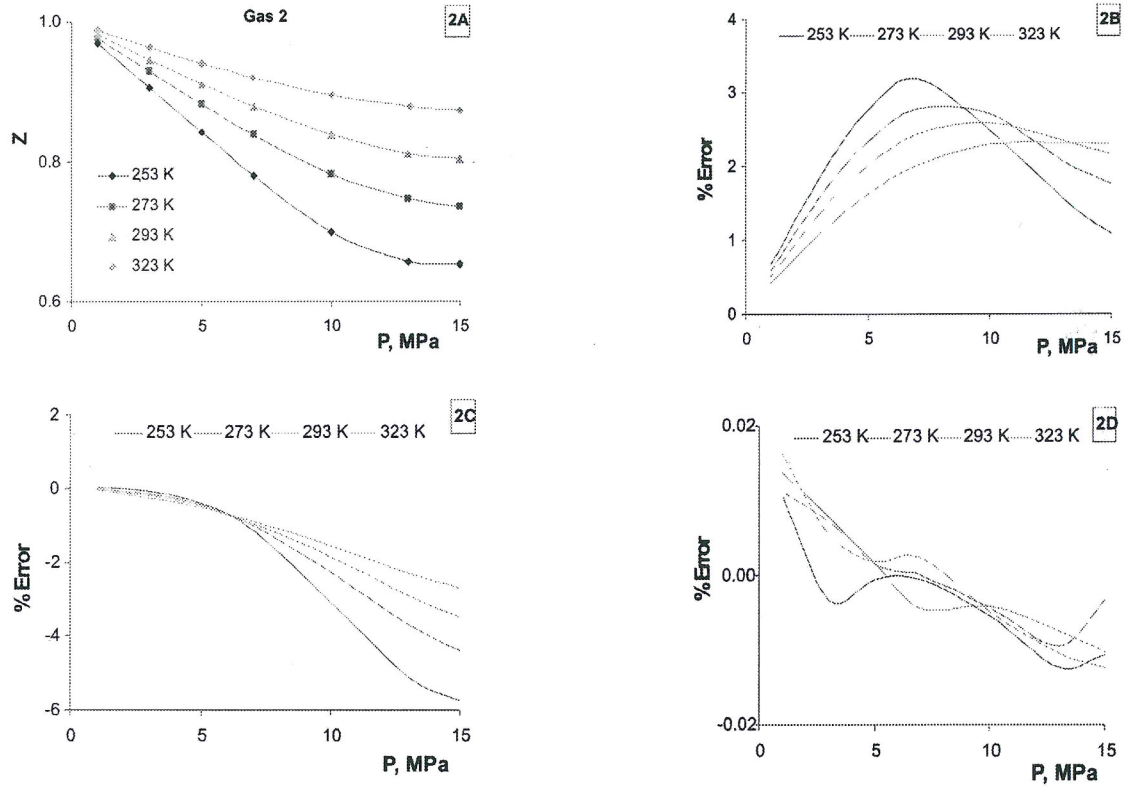 Gas 2
2A
1.0
0.8
0.6
Z
253 K
273 K
293 K
323 K
0 5 10 15
P, MPa
2B
253 K 273 K 293 K 323 K
4
3
2
1
0
% Error
0 5 10 15
P, MPa
2C
253 K 273 K 293 K 323 K
2
0
-2
-4
-6
% Error
0 5 10 15
P, MPa
2D
253 K 273 K 293 K 323 K
0.02
0.00
-0.02
% Error
0 5 10 15
P, MPa